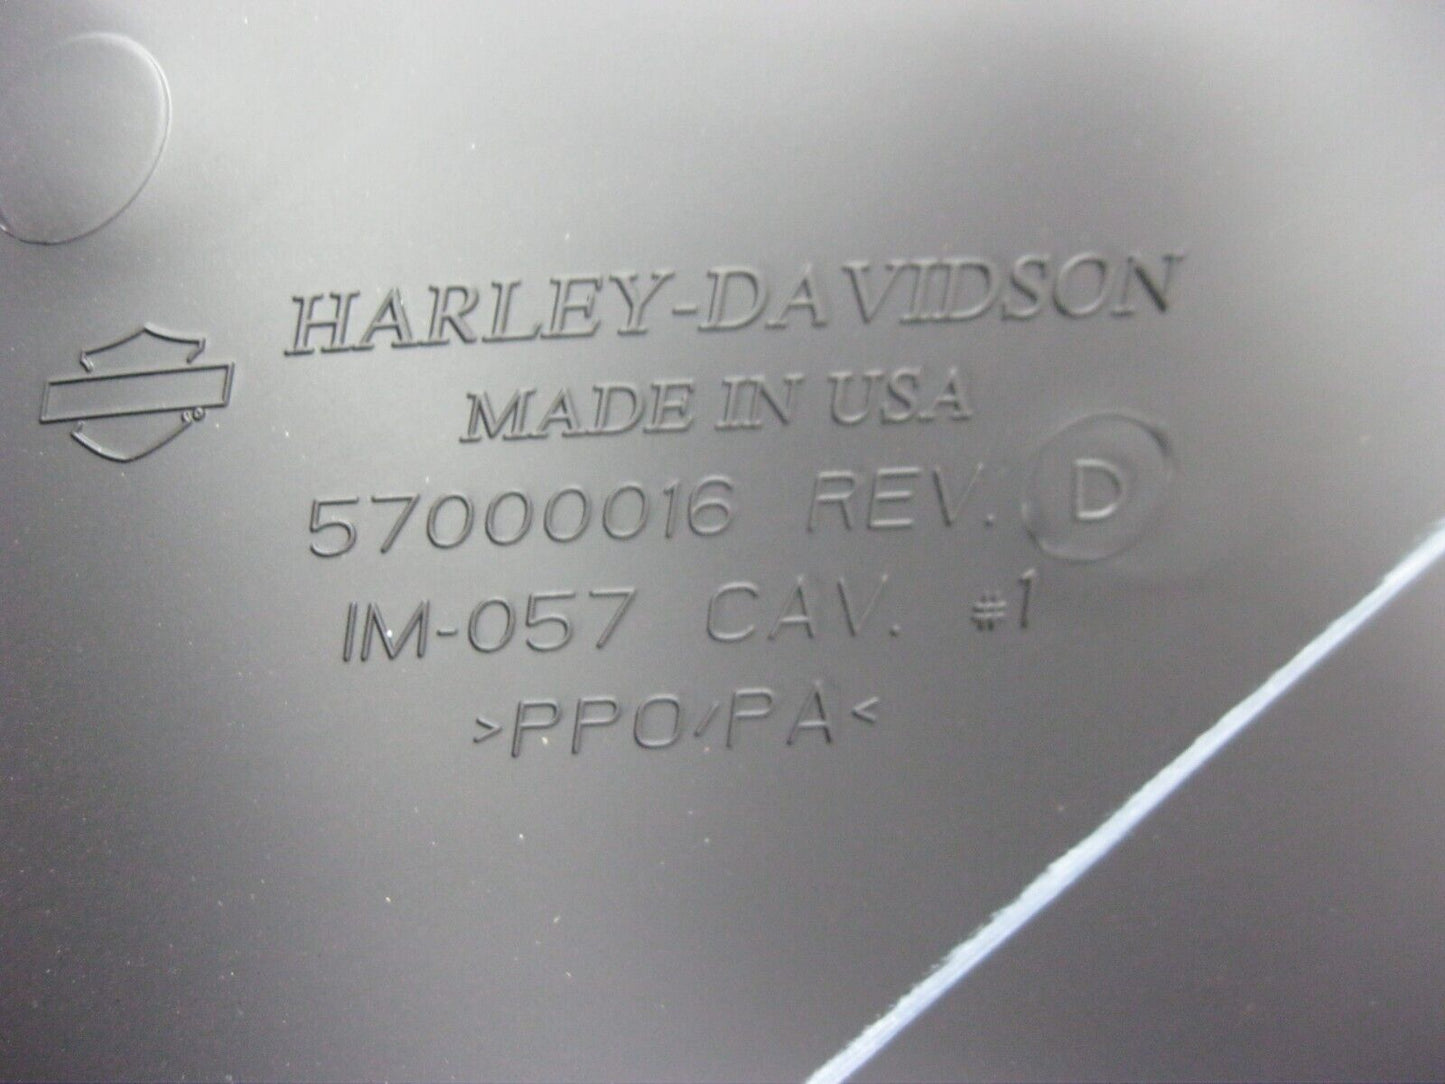 HARLEY-DAVIDSON
MADE IN USA
57000016 REV. D
IM-057 CAV. #1
>PPO/PA<